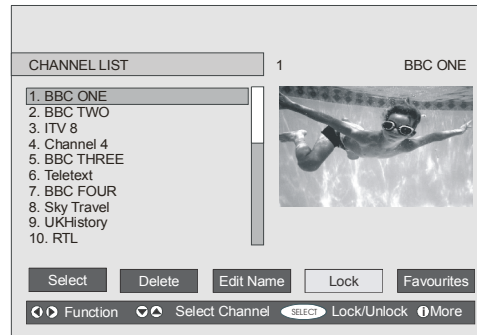 CHANNEL LIST
1 BBC ONE
1. BBC ONE
2. BBC TWO
3. ITV 8
4. Channel 4
5. BBC THREE
6. Teletext
7. BBC FOUR
8. Sky Travel
9. UKHistory
10. RTL
Select Delete Edit Name Lock Favourites
Function Select Channel SELECT Lock/Unlock i More